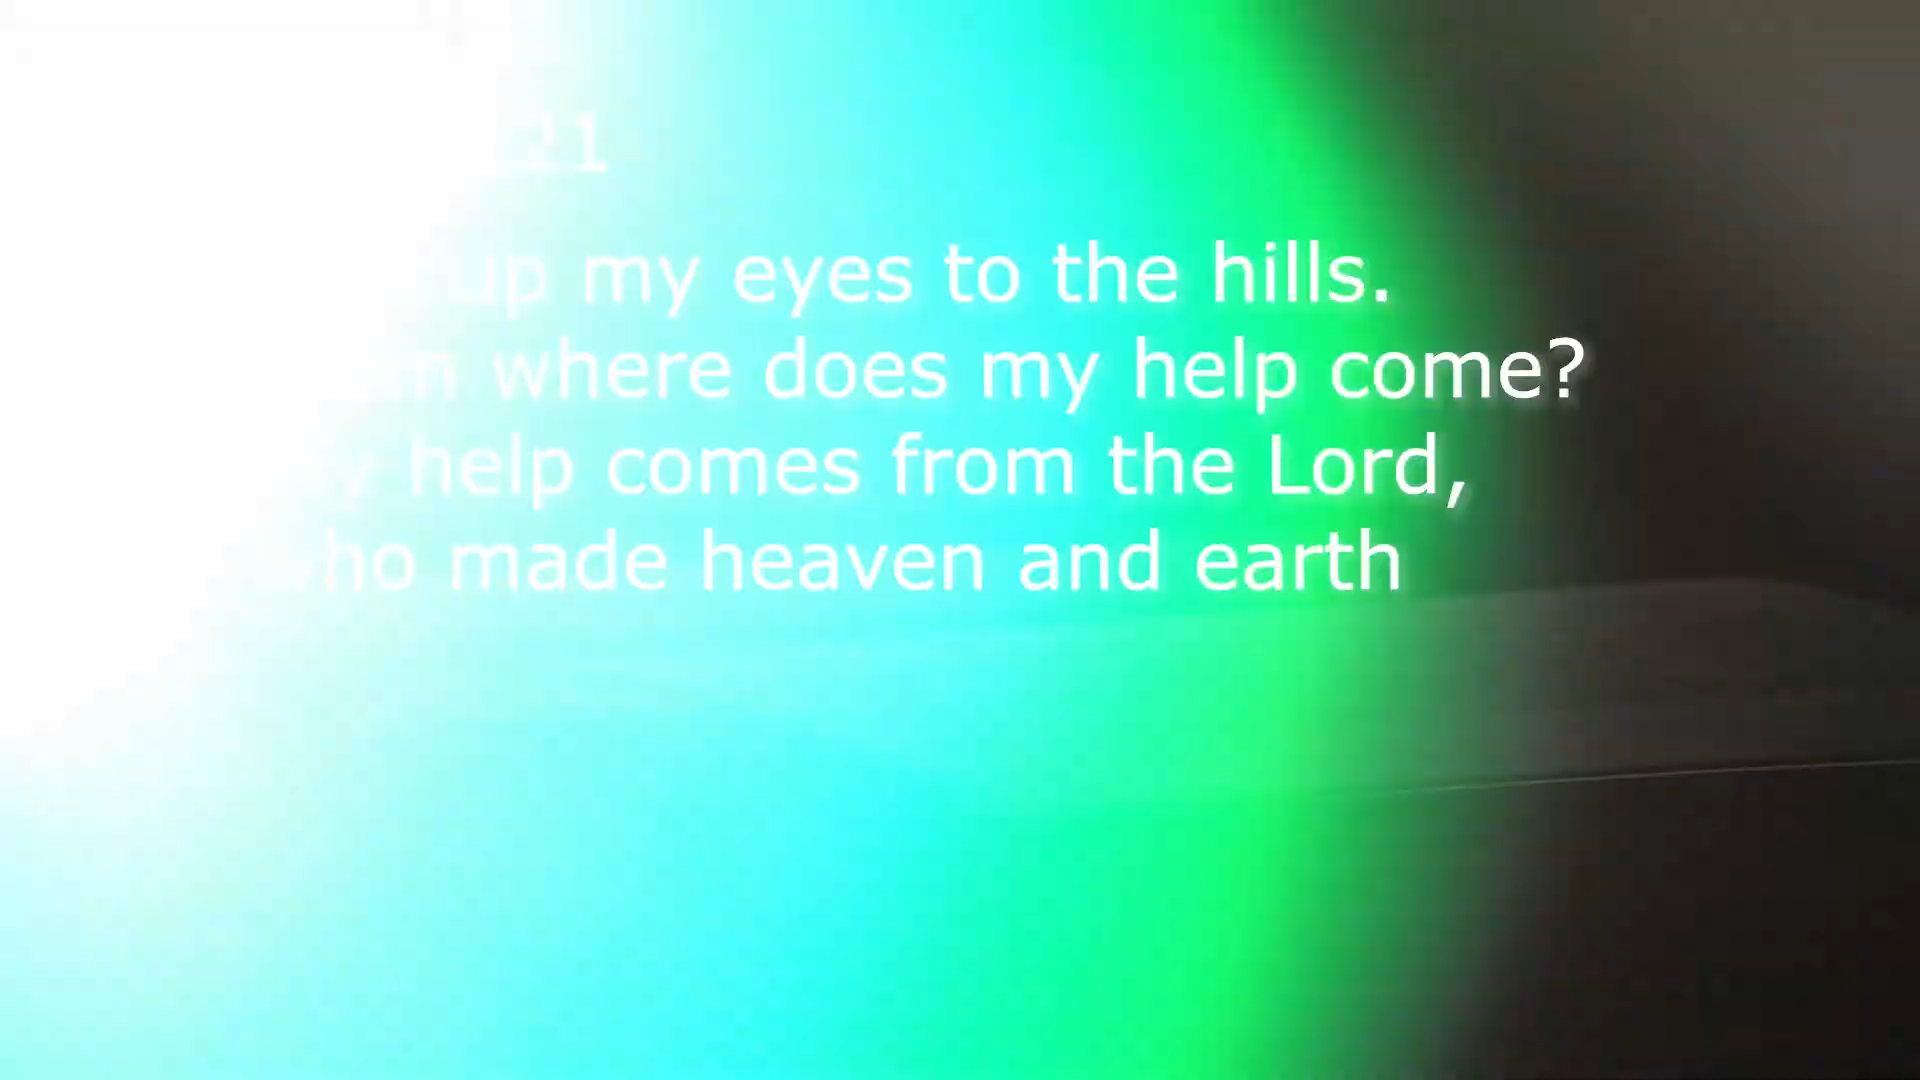 21
up my eyes to the hills.
where does my help come?
help comes from the Lord,
who made heaven and earth